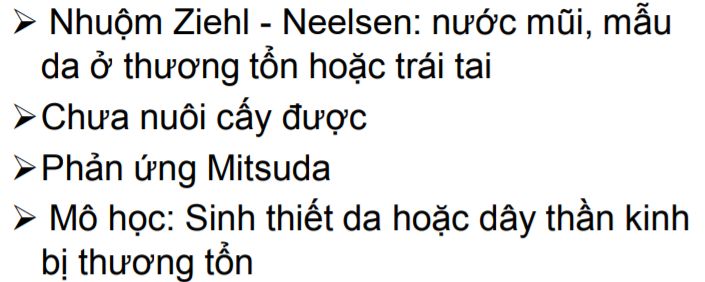 ➢ Nhuộm Ziehl - Neelsen: nước mũi, mẫu
da ở thương tổn hoặc trái tai
➢Chưa nuôi cấy được
➢Phản ứng Mitsuda
➢ Mô học: Sinh thiết da hoặc dây thần kinh
bị thương tổn